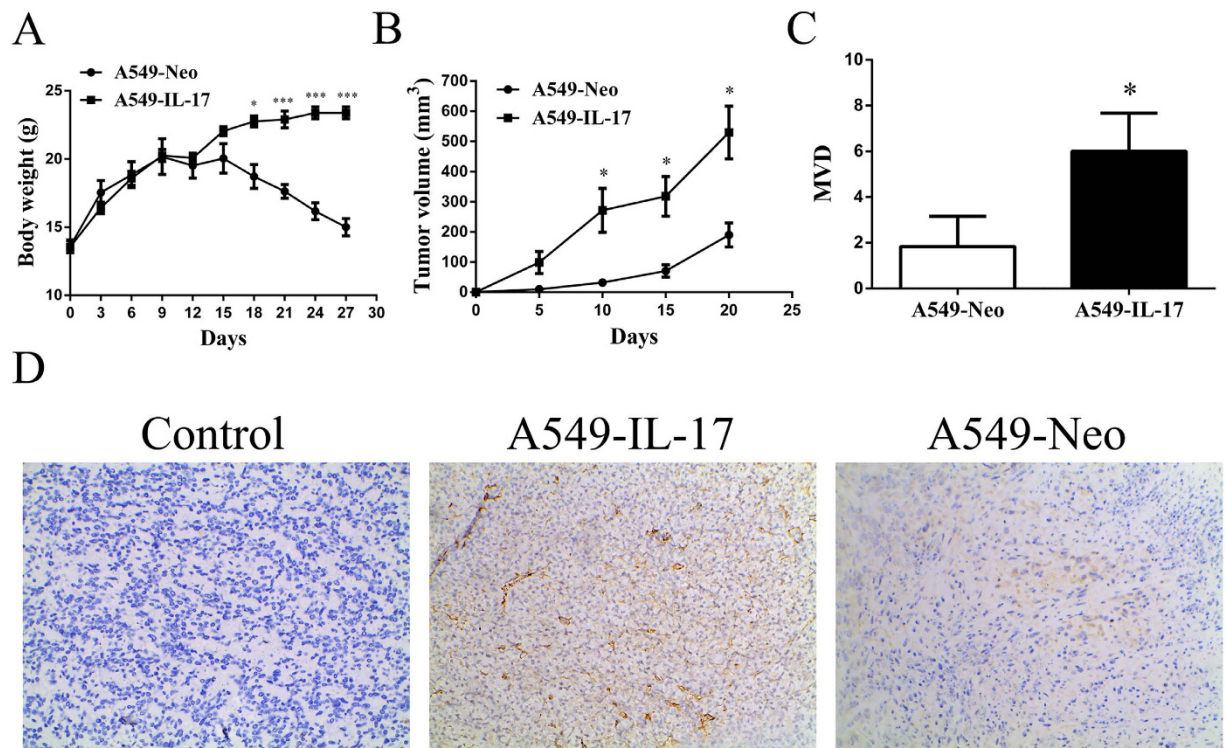 A
A549-Neo
A549-IL-17
Body weight (g)
25
20
15
10
* *** *** ***
0 3 6 9 12 15 18 21 24 27 30
Days
B
A549-Neo
A549-IL-17
Tumor volume (mm³)
700
600
500
400
300
200
100
0
* * *
0 5 10 15 20 25
Days
C
MVD
10
8
6
4
2
0
*
A549-Neo A549-IL-17
D
Control A549-IL-17 A549-Neo